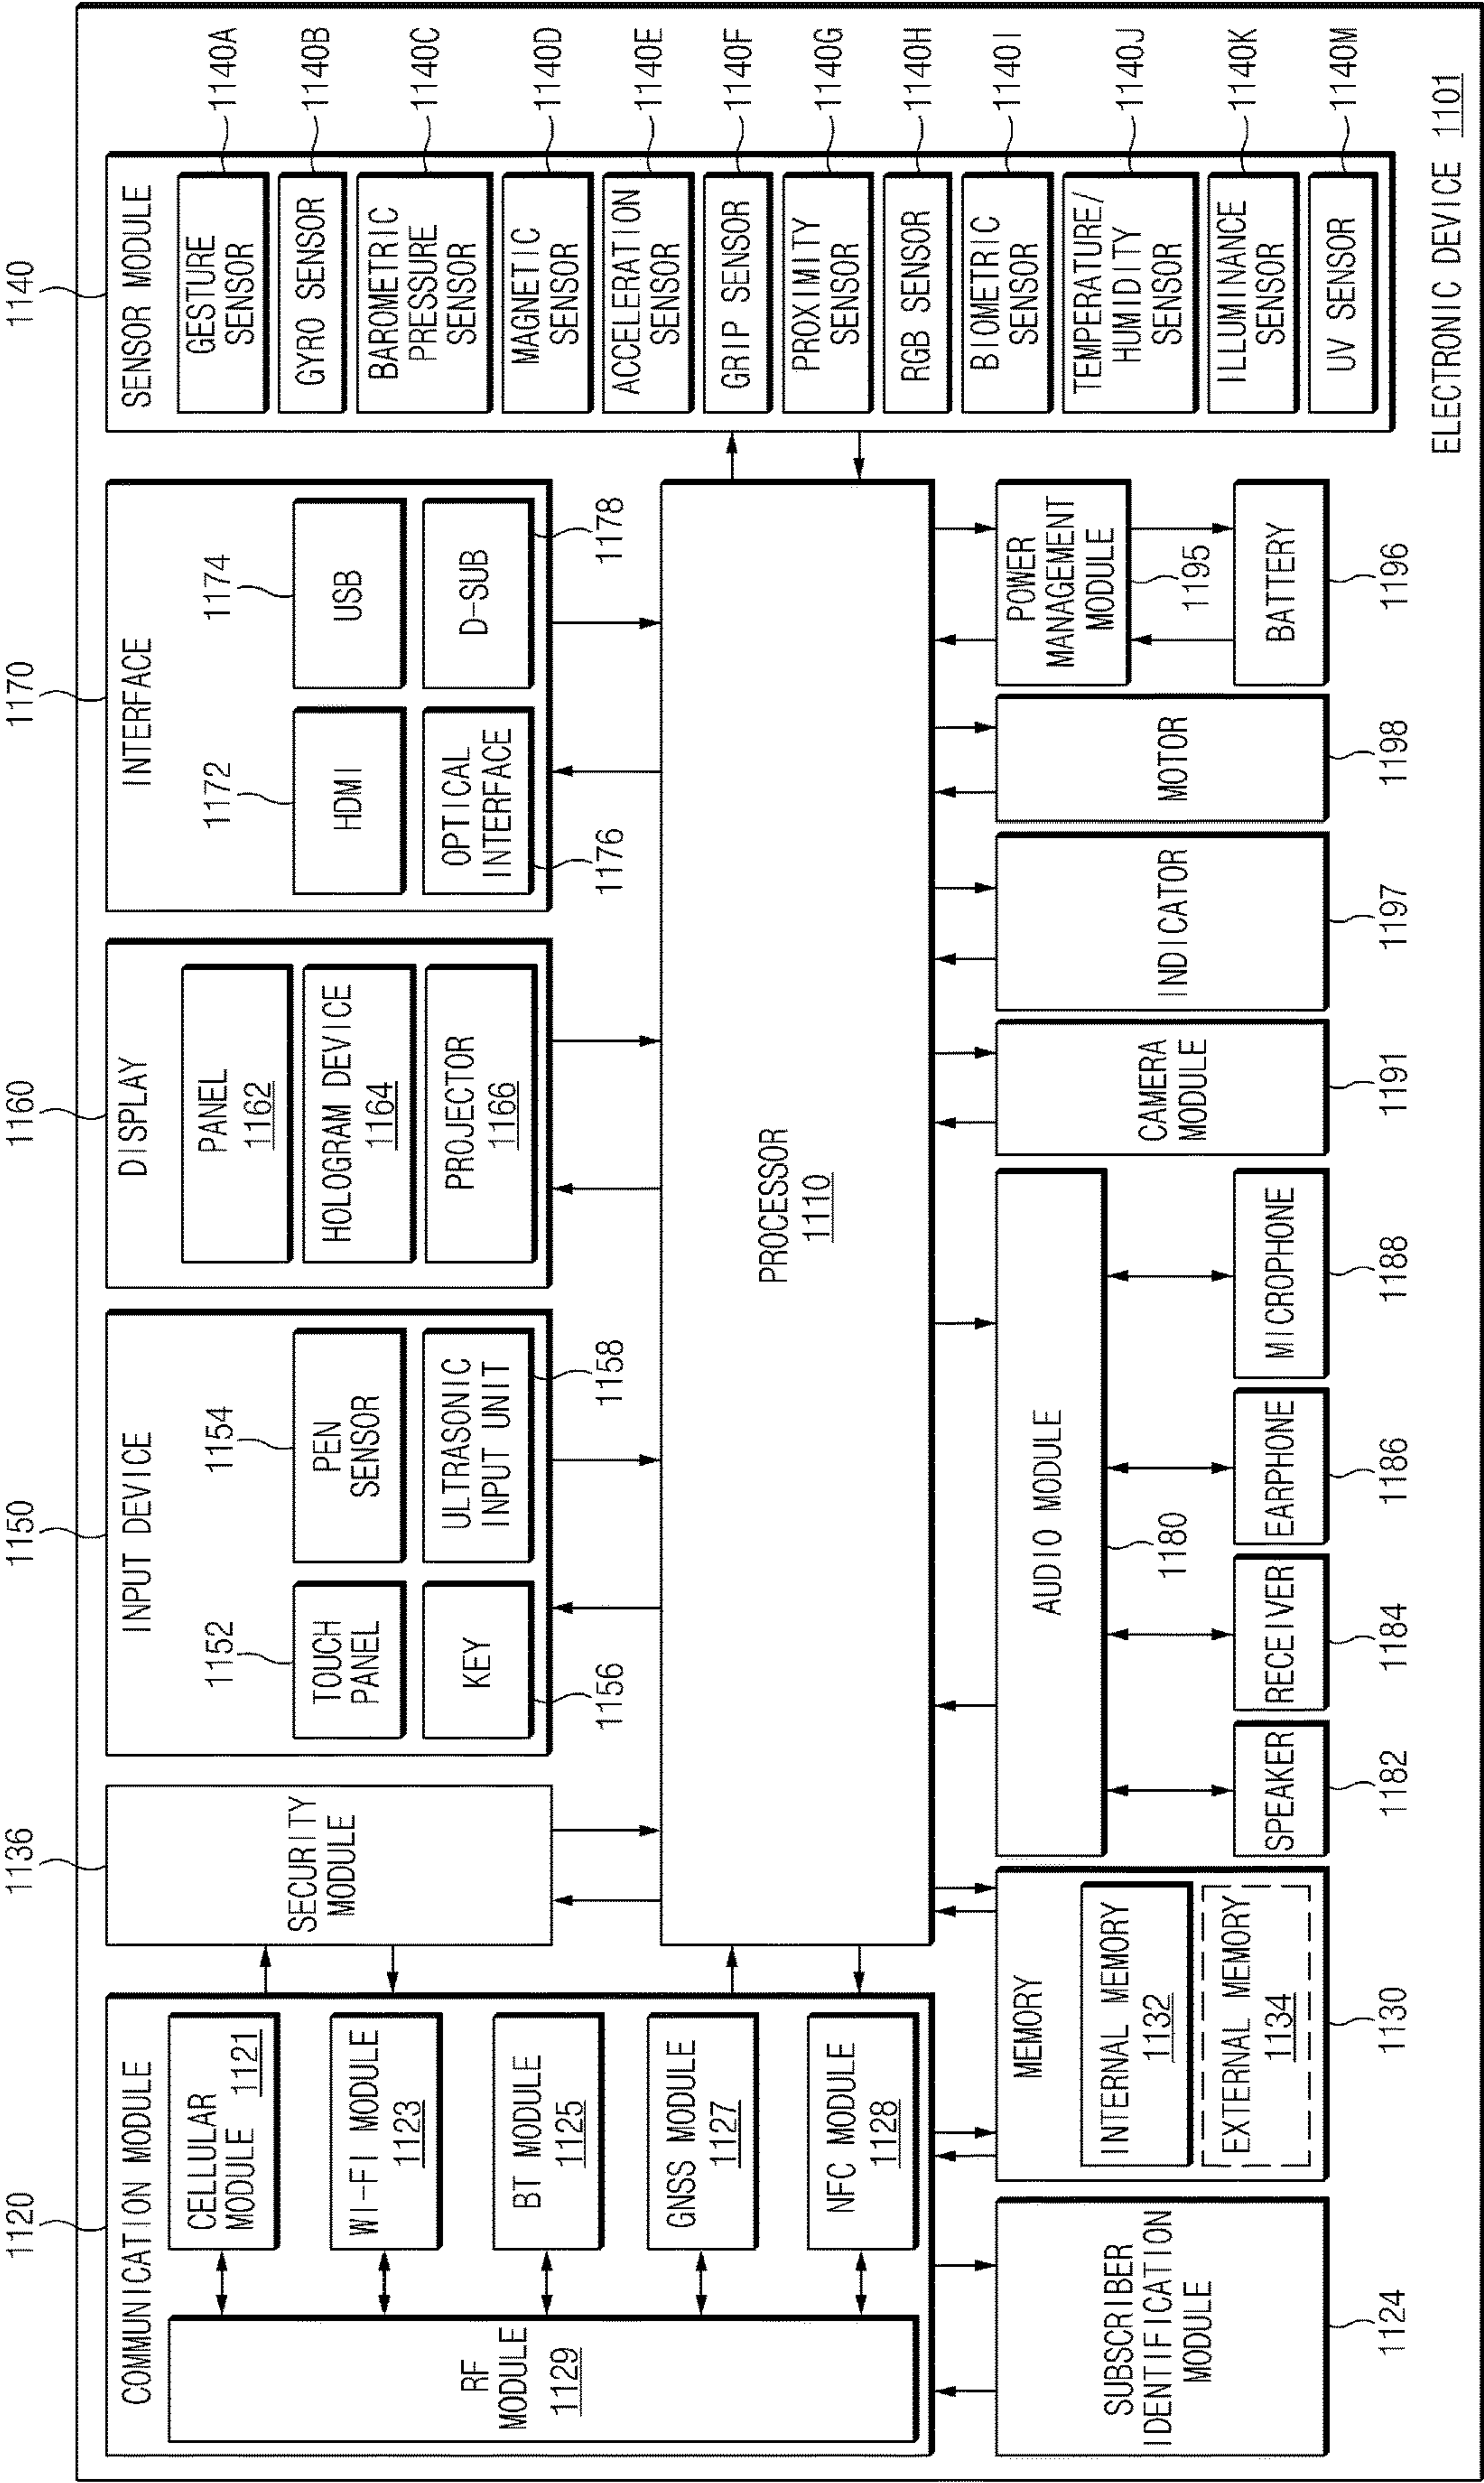 1120
1136
1150
1160
1170
1140
COMMUNICATION MODULE
RF
MODULE
1129
CELLULAR
MODULE 1121
WI-FI MODULE
1123
BT MODULE
1125
GNSS MODULE
1127
NFC MODULE
1128
SECURITY
MODULE
INPUT DEVICE
1152
1154
TOUCH
PANEL
PEN
SENSOR
KEY
ULTRASONIC
INPUT UNIT
1156
1158
DISPLAY
PANEL
1162
HOLOGRAM DEVICE
1164
PROJECTOR
1166
INTERFACE
1172
1174
HDMI
USB
OPTICAL
INTERFACE
D-SUB
1176
1178
SENSOR MODULE
GESTURE
SENSOR
1140A
GYRO SENSOR
1140B
BAROMETRIC
PRESSURE
SENSOR
1140C
MAGNETIC
SENSOR
1140D
ACCELERATION
SENSOR
1140E
GRIP SENSOR
1140F
PROXIMITY
SENSOR
1140G
RGB SENSOR
1140H
BIOMETRIC
SENSOR
1140I
TEMPERATURE/
HUMIDITY
SENSOR
1140J
ILLUMINANCE
SENSOR
1140K
UV SENSOR
1140M
PROCESSOR
1110
SUBSCRIBER
IDENTIFICATION
MODULE
1124
MEMORY
INTERNAL MEMORY
1132
EXTERNAL MEMORY
1134
1130
AUDIO MODULE
1180
SPEAKER
RECEIVER
EARPHONE
MICROPHONE
1182
1184
1186
1188
CAMERA
MODULE
1191
INDICATOR
1197
MOTOR
1198
POWER
MANAGEMENT
MODULE
1195
BATTERY
1196
ELECTRONIC DEVICE 1101